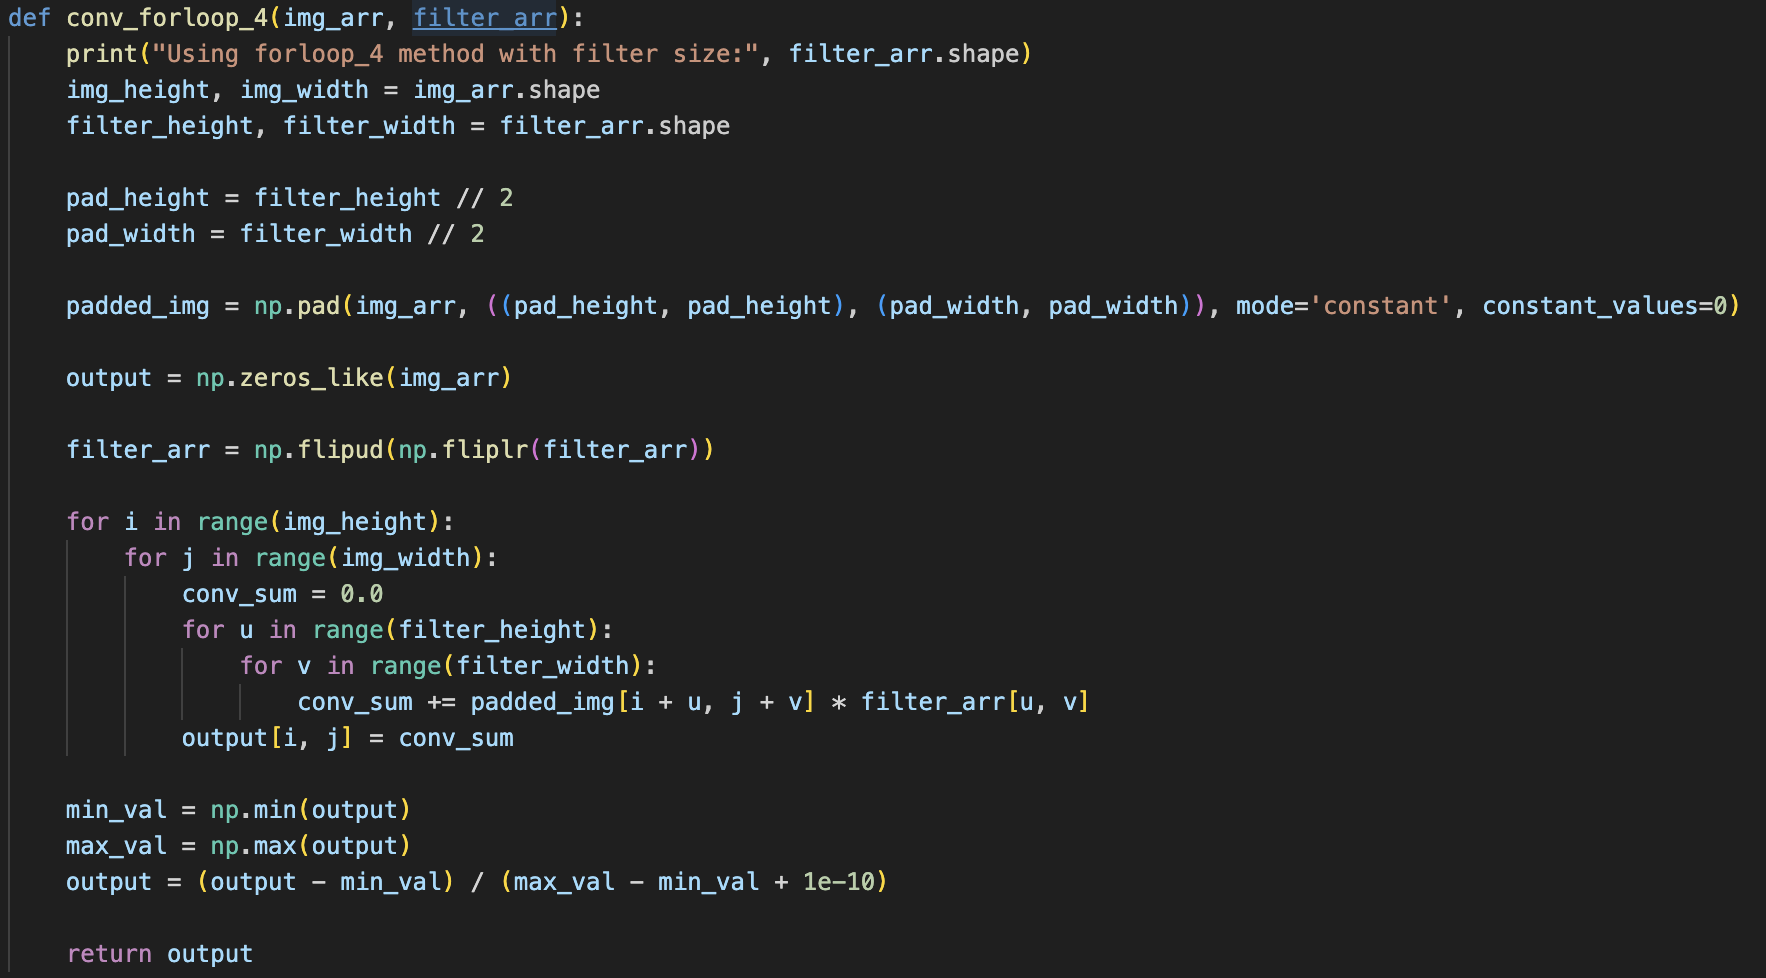 def conv_forloop_4(img_arr, filter_arr):
    print("Using forloop_4 method with filter size:", filter_arr.shape)
    img_height, img_width = img_arr.shape
    filter_height, filter_width = filter_arr.shape

    pad_height = filter_height // 2
    pad_width = filter_width // 2

    padded_img = np.pad(img_arr, ((pad_height, pad_height), (pad_width, pad_width)), mode='constant', constant_values=0)

    output = np.zeros_like(img_arr)

    filter_arr = np.flipud(np.fliplr(filter_arr))

    for i in range(img_height):
        for j in range(img_width):
            conv_sum = 0.0
            for u in range(filter_height):
                for v in range(filter_width):
                    conv_sum += padded_img[i + u, j + v] * filter_arr[u, v]
            output[i, j] = conv_sum

    min_val = np.min(output)
    max_val = np.max(output)
    output = (output - min_val) / (max_val - min_val + 1e-10)

    return output